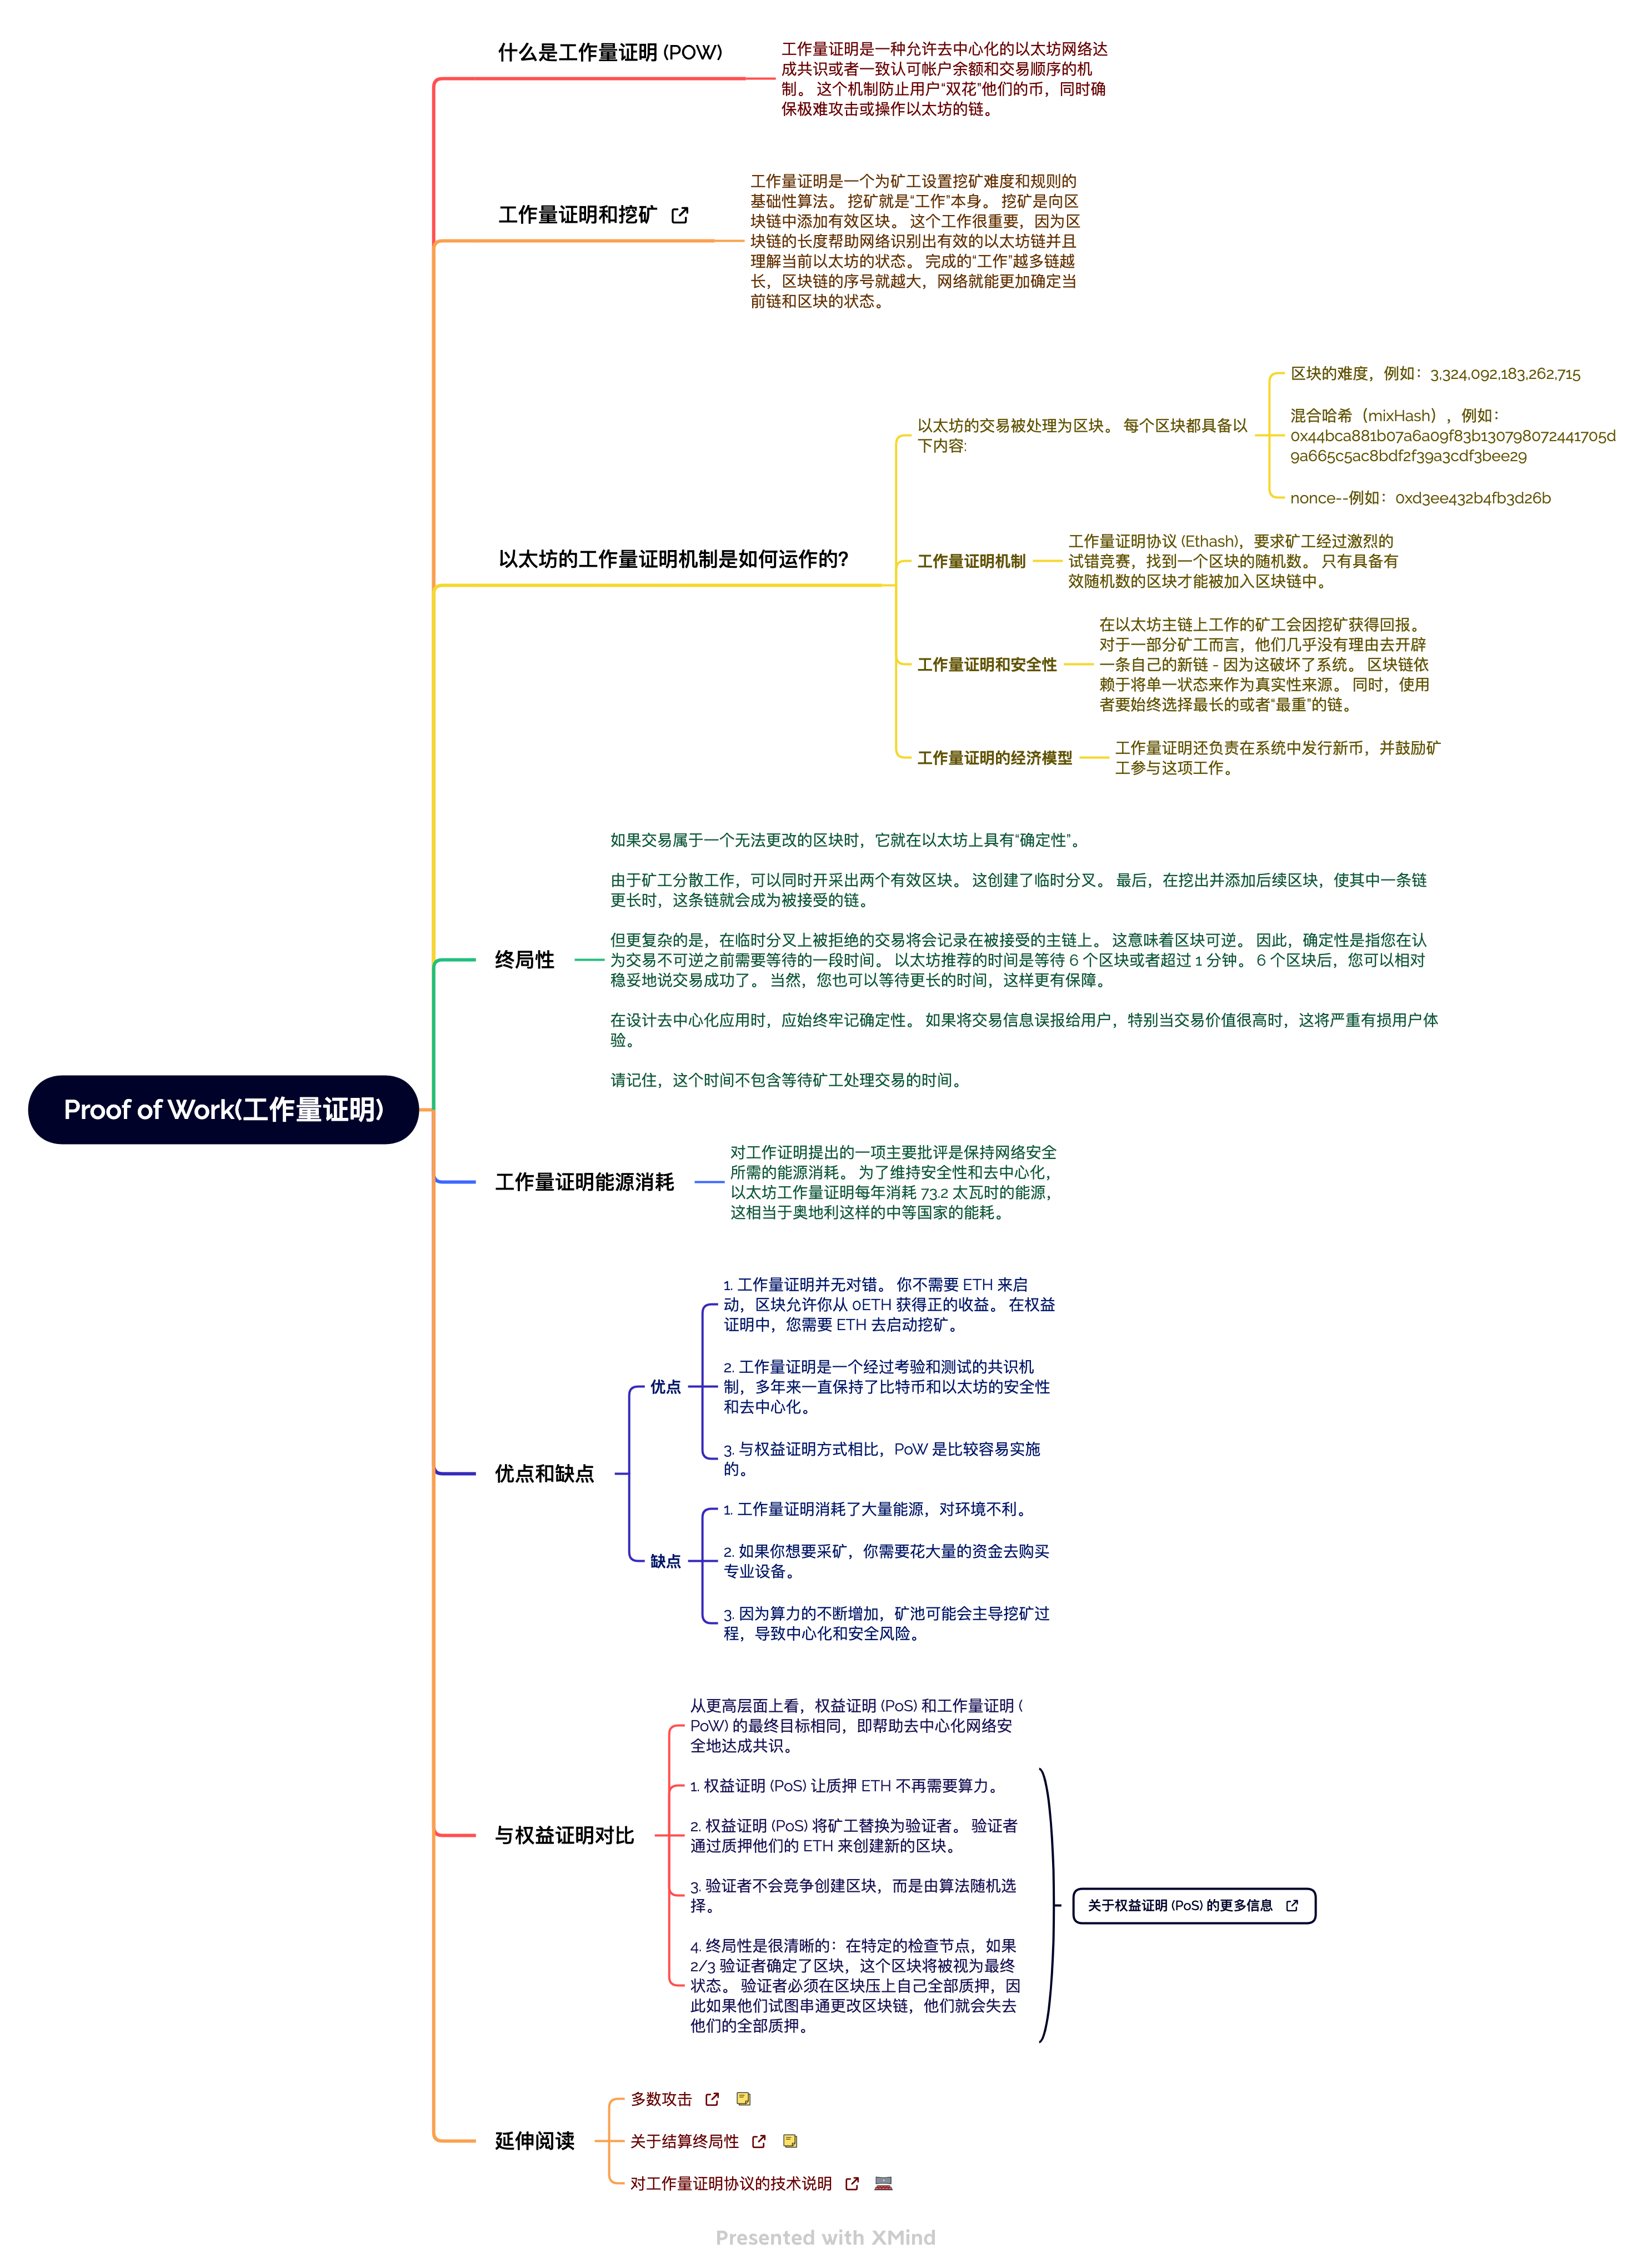 什么是工作量证明 (POW)
工作量证明是一种允许去中心化的以太坊网络达
成共识或者一致认可帐户余额和交易顺序的机
制。 这个机制防止用户“双花”他们的币，同时确
保极难攻击或操作以太坊的链。
工作量证明和挖矿
工作量证明是一个为矿工设置挖矿难度和规则的
基础性算法。 挖矿就是“工作”本身。 挖矿是向区
块链中添加有效区块。 这个工作很重要，因为区
块链的长度帮助网络识别出有效的以太坊链并且
理解当前以太坊的状态。 完成的“工作”越多链越
长，区块链的序号就越大，网络就能更加确定当
前链和区块的状态。
以太坊的工作量证明机制是如何运作的?
以太坊的交易被处理为区块。 每个区块都具备以
下内容:
区块的难度，例如：3,324,092,183,262,715
混合哈希（mixHash），例如：
0x44bca881b07a6a09f83b130798072441705d
9a665c5ac8bdf2f39a3cdf3bee29
nonce--例如：0xd3ee432b4fb3d26b
工作量证明机制
工作量证明协议 (Ethash)，要求矿工经过激烈的
试错竞赛，找到一个区块的随机数。 只有具备有
效随机数的区块才能被加入区块链中。
工作量证明和安全性
在以太坊主链上工作的矿工会因挖矿获得回报。
对于一部分矿工而言，他们几乎没有理由去开辟
一条自己的新链 - 因为这破坏了系统。 区块链依
赖于将单一状态来作为真实性来源。 同时，使用
者要始终选择最长的或者“最重”的链。
工作量证明的经济模型
工作量证明还负责在系统中发行新币，并鼓励矿
工参与这项工作。
终局性
如果交易属于一个无法更改的区块时，它就在以太坊上具有“确定性”。
由于矿工分散工作，可以同时开采出两个有效区块。 这创建了临时分叉。 最后，在挖出并添加后续区块，使其中一条链
更长时，这条链就会成为被接受的链。
但更复杂的是，在临时分叉上被拒绝的交易将会记录在被接受的主链上。 这意味着区块可逆。 因此，确定性是指您在认
为交易不可逆之前需要等待的一段时间。 以太坊推荐的时间是等待 6 个区块或者超过 1 分钟。 6 个区块后，您可以相对
稳妥地说交易成功了。 当然，您也可以等待更长的时间，这样更有保障。
在设计去中心化应用时，应始终牢记确定性。 如果将交易信息误报给用户，特别当交易价值很高时，这将严重有损用户体
验。
请记住，这个时间不包含等待矿工处理交易的时间。
Proof of Work(工作量证明)
工作量证明能源消耗
对工作证明提出的一项主要批评是保持网络安全
所需的能源消耗。 为了维持安全性和去中心化，
以太坊工作量证明每年消耗 73.2 太瓦时的能源，
这相当于奥地利这样的中等国家的能耗。
优点和缺点
优点
1. 工作量证明并无对错。 你不需要 ETH 来启
动，区块允许你从 0ETH 获得正的收益。 在权益
证明中，您需要 ETH 去启动挖矿。
2. 工作量证明是一个经过考验和测试的共识机
制，多年来一直保持了比特币和以太坊的安全性
和去中心化。
3. 与权益证明方式相比，PoW 是比较容易实施
的。
缺点
1. 工作量证明消耗了大量能源，对环境不利。
2. 如果你想要采矿，你需要花大量的资金去购买
专业设备。
3. 因为算力的不断增加，矿池可能会主导挖矿过
程，导致中心化和安全风险。
与权益证明对比
从更高层面上看，权益证明 (PoS) 和工作量证明 (
PoW) 的最终目标相同，即帮助去中心化网络安
全地达成共识。
1. 权益证明 (PoS) 让质押 ETH 不再需要算力。
2. 权益证明 (PoS) 将矿工替换为验证者。 验证者
通过质押他们的 ETH 来创建新的区块。
3. 验证者不会竞争创建区块，而是由算法随机选
择。
4. 终局性是很清晰的：在特定的检查节点，如果
2/3 验证者确定了区块，这个区块将被视为最终
状态。 验证者必须在区块压上自己全部质押，因
此如果他们试图串通更改区块链，他们就会失去
他们的全部质押。
关于权益证明 (PoS) 的更多信息
延伸阅读
多数攻击
关于结算终局性
对工作量证明协议的技术说明
Presented with XMind